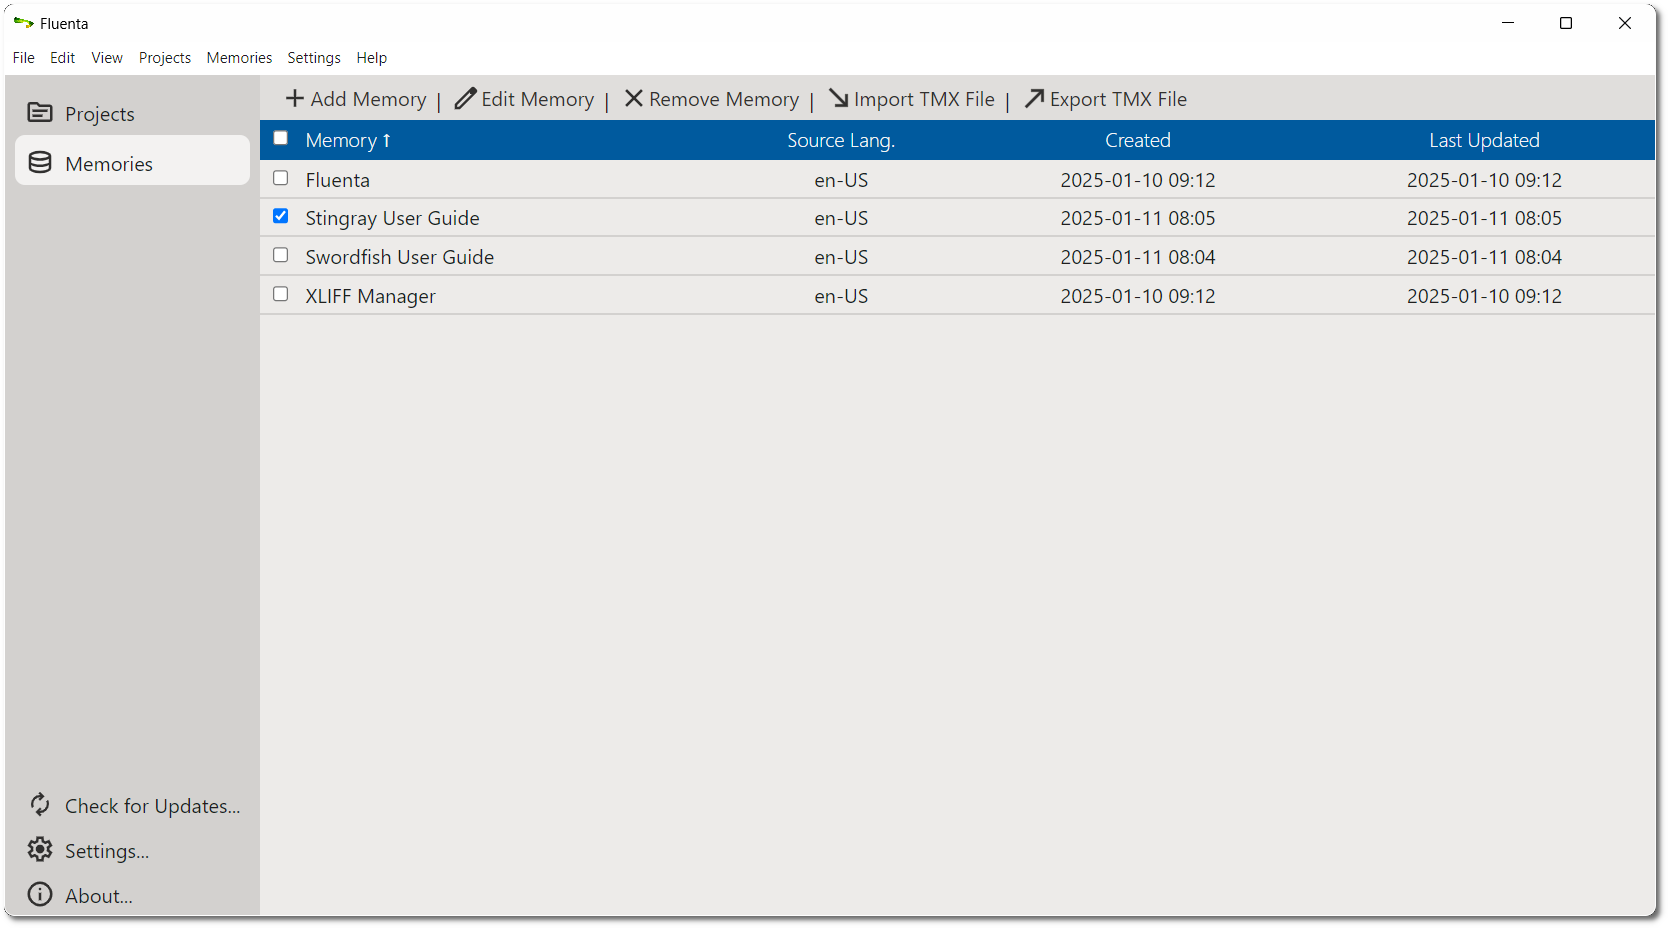 Fluenta
File Edit View Projects Memories Settings Help
Projects
Memories
Add Memory | Edit Memory | Remove Memory | Import TMX File | Export TMX File
Memory ↑ Source Lang. Created Last Updated
Fluenta en-US 2025-01-10 09:12 2025-01-10 09:12
Stingray User Guide en-US 2025-01-11 08:05 2025-01-11 08:05
Swordfish User Guide en-US 2025-01-11 08:04 2025-01-11 08:04
XLIFF Manager en-US 2025-01-10 09:12 2025-01-10 09:12
Check for Updates...
Settings...
About...